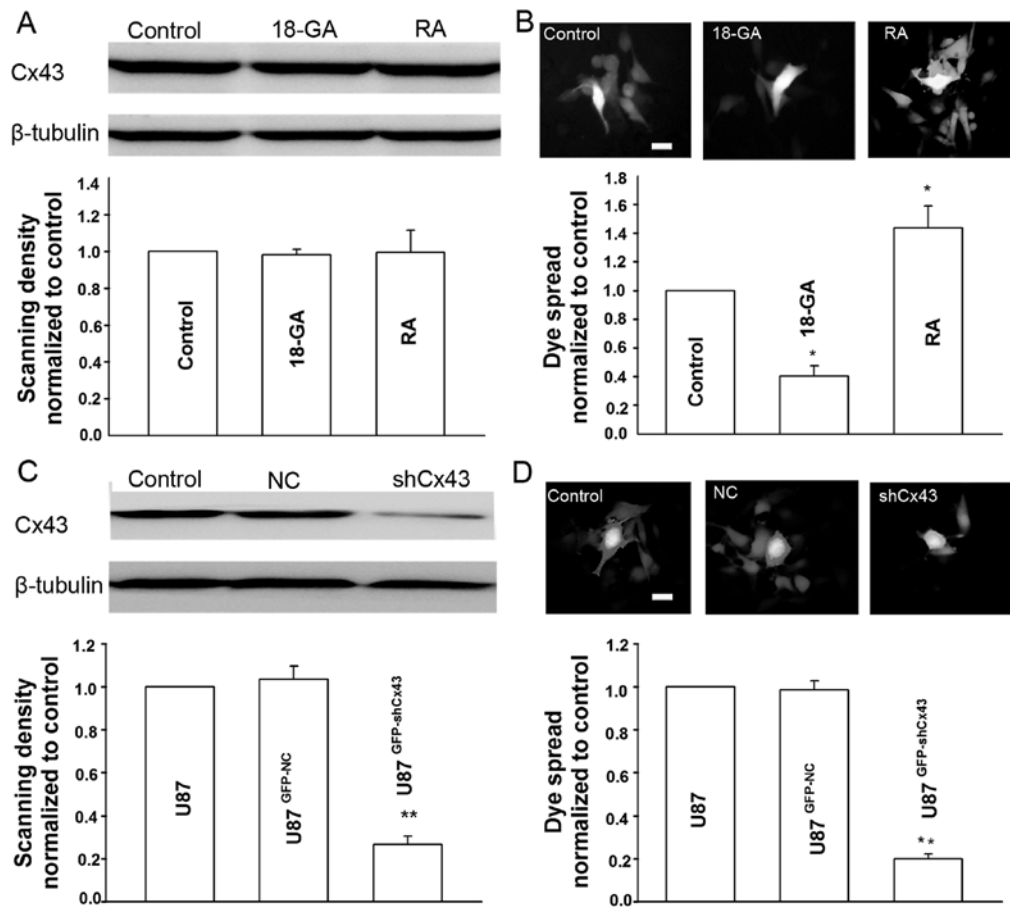 A
Control 18-GA RA
Cx43
β-tubulin
Scanning density
normalized to control
1.4
1.2
1.0
0.8
0.6
0.4
0.2
0.0
Control
18-GA
RA
B
Control
18-GA
RA
Dye spread
normalized to control
1.8
1.6
1.4
1.2
1.0
0.8
0.6
0.4
0.2
0.0
Control
18-GA
*
RA
*
C
Control NC shCx43
Cx43
β-tubulin
Scanning density
normalized to control
1.2
1.0
0.8
0.6
0.4
0.2
0.0
U87
U87 GFP-NC
U87 GFP-shCx43
**
D
Control
NC
shCx43
Dye spread
normalized to control
1.2
1.0
0.8
0.6
0.4
0.2
0.0
U87
U87 GFP-NC
U87 GFP-shCx43
**